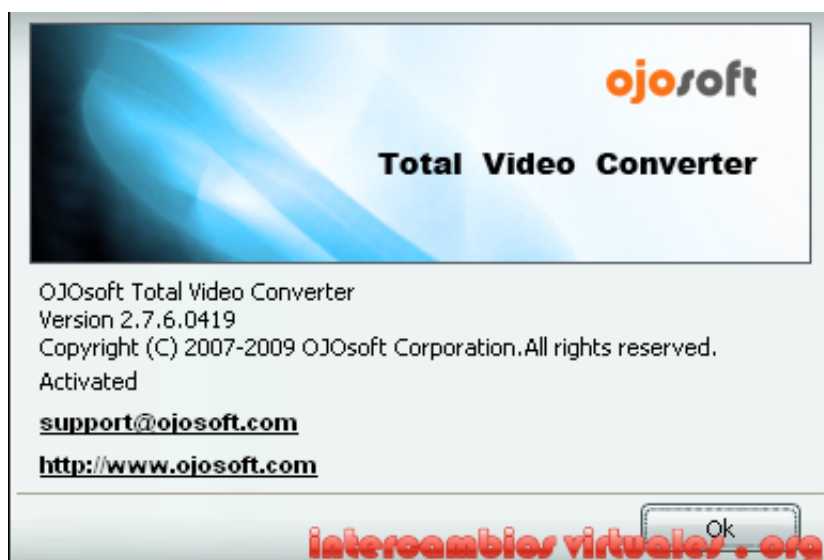 ojosoft
Total Video Converter
OJOsoft Total Video Converter
Version 2.7.6.0419
Copyright (C) 2007-2009 OJOsoft Corporation.All rights reserved.
Activated
support@ojosoft.com
http://www.ojosoft.com
Ok
intercambios virtuales . org